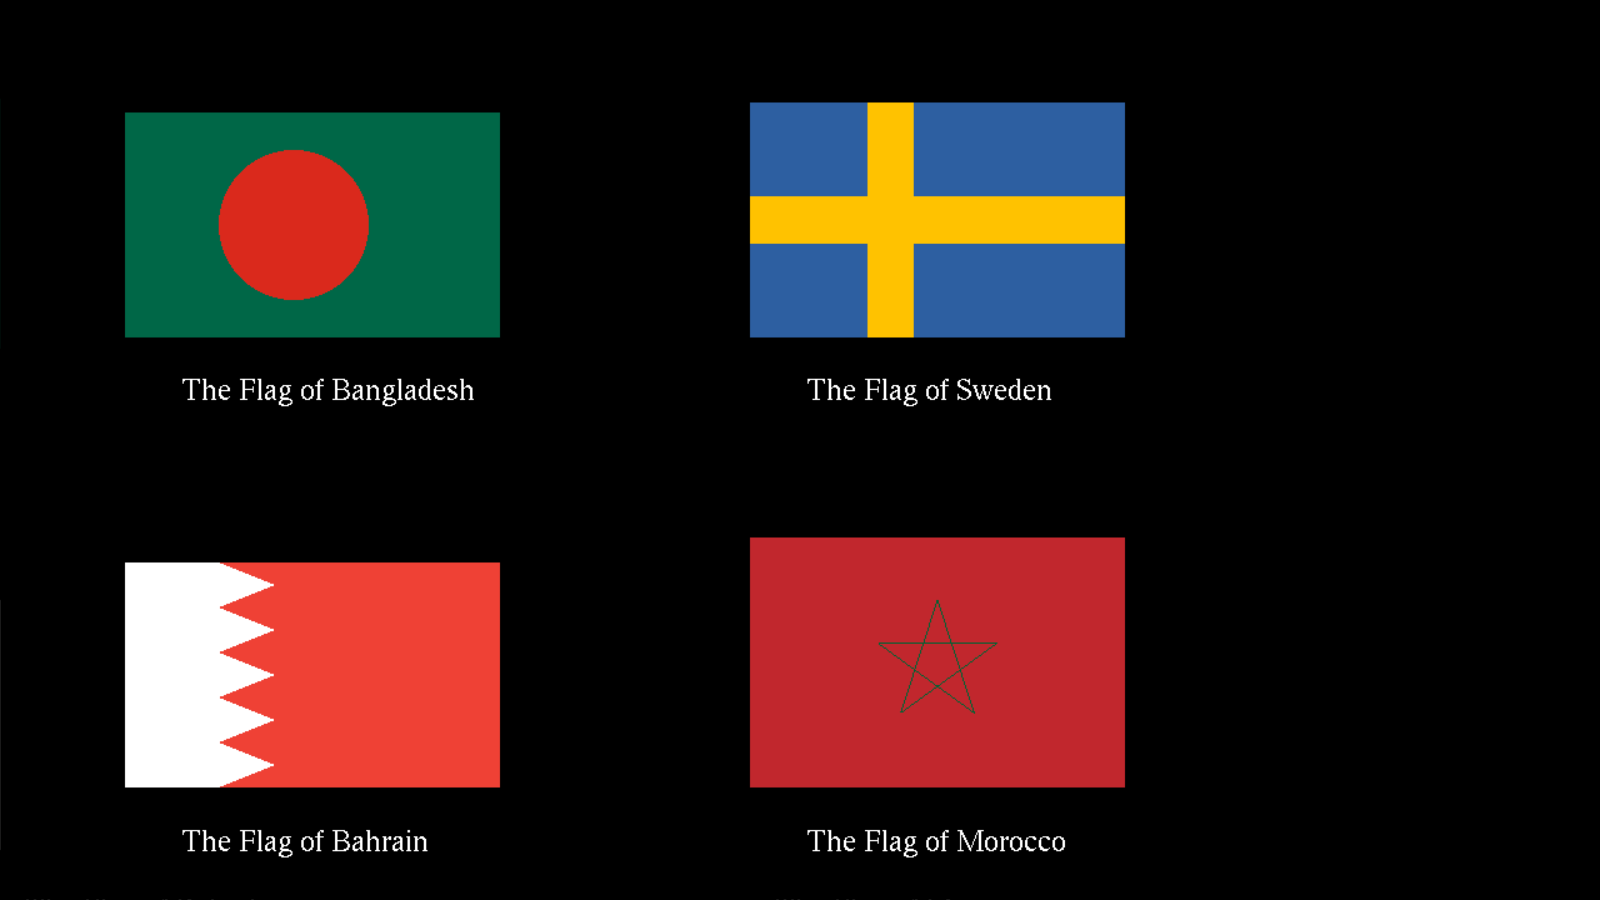 The Flag of Bangladesh
The Flag of Sweden
The Flag of Bahrain
The Flag of Morocco